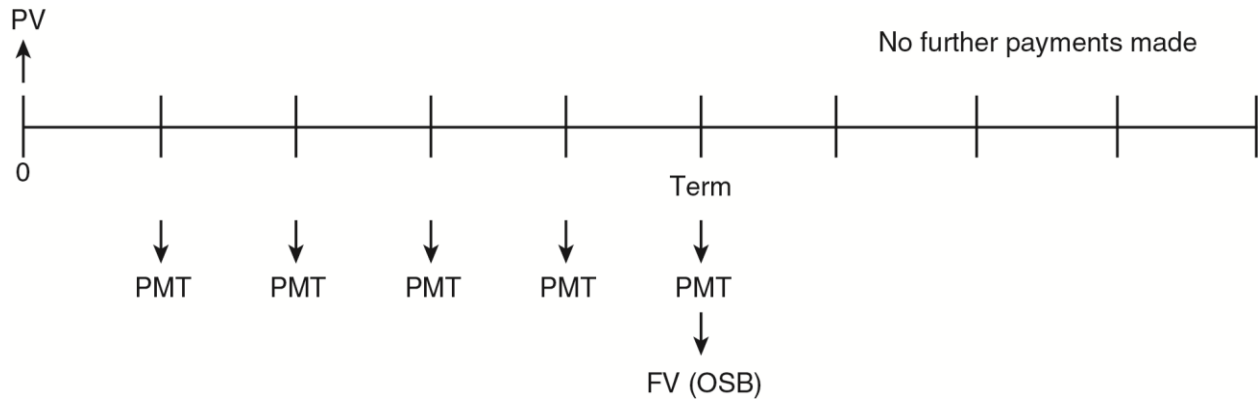 PV
No further payments made
0
Term
PMT PMT PMT PMT PMT
FV (OSB)